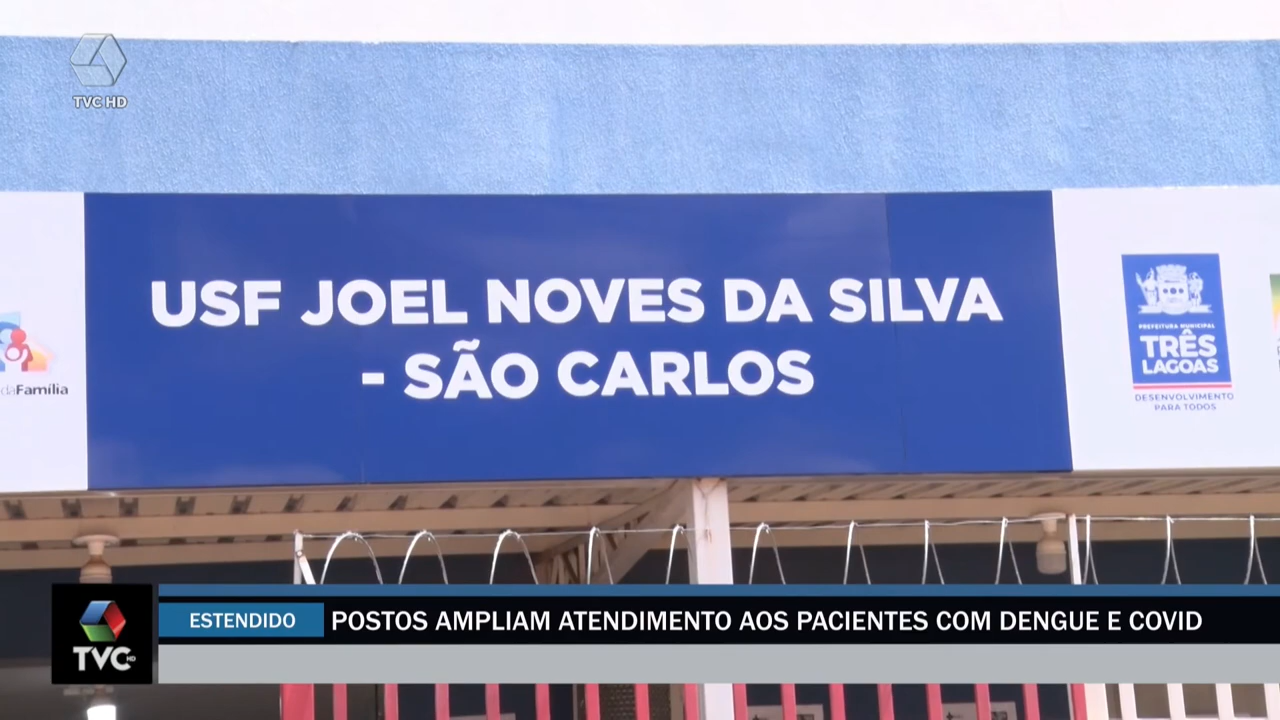 TVC HD
USF JOEL NOVES DA SILVA
- SÃO CARLOS
daFamília
PREFEITURA MUNICIPAL
TRÊS
LAGOAS
DESENVOLVIMENTO
PARA TODOS
ESTENDIDO
POSTOS AMPLIAM ATENDIMENTO AOS PACIENTES COM DENGUE E COVID
TVC HD